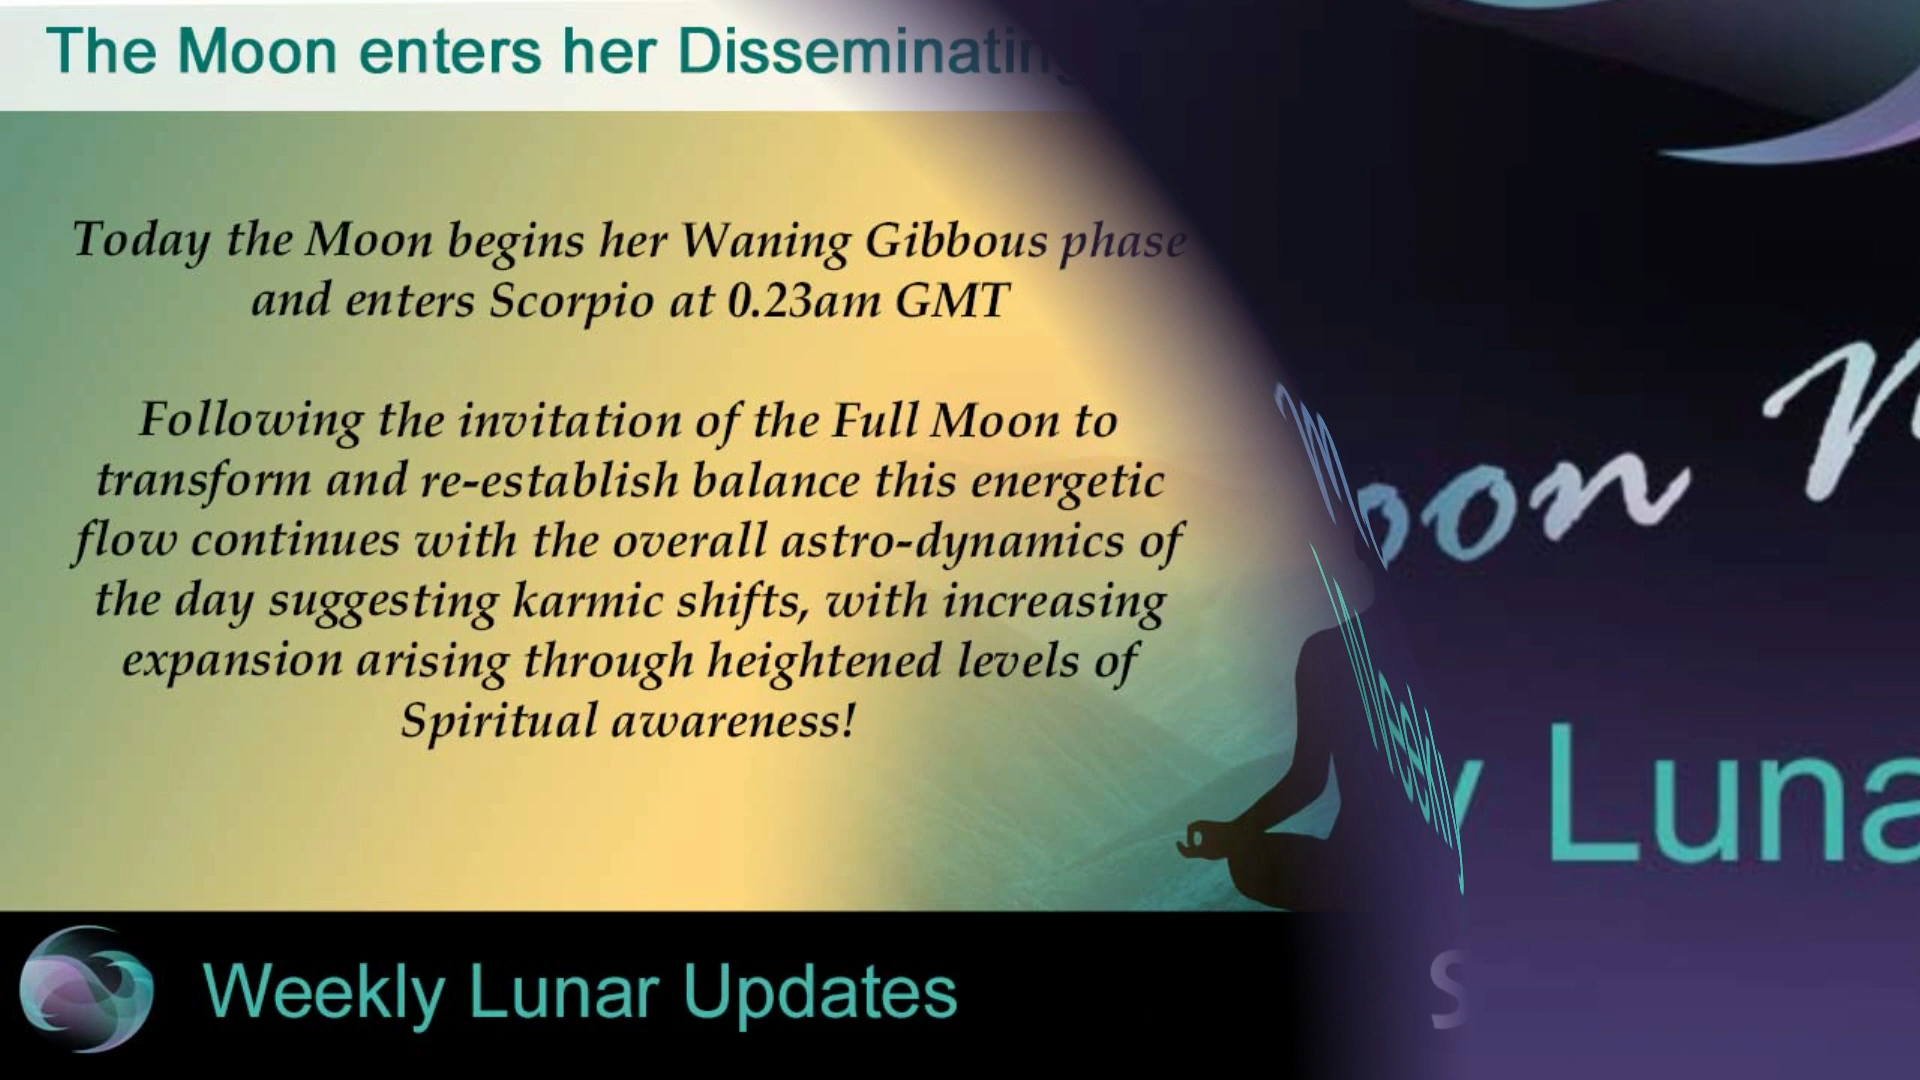 The Moon enters her Disseminating
Today the Moon begins her Waning Gibbous phase
and enters Scorpio at 0.23am GMT
Following the invitation of the Full Moon to
transform and re-establish balance this energetic
flow continues with the overall astro-dynamics of
the day suggesting karmic shifts, with increasing
expansion arising through heightened levels of
Spiritual awareness!
oon
y Luna
Weekly Lunar Updates